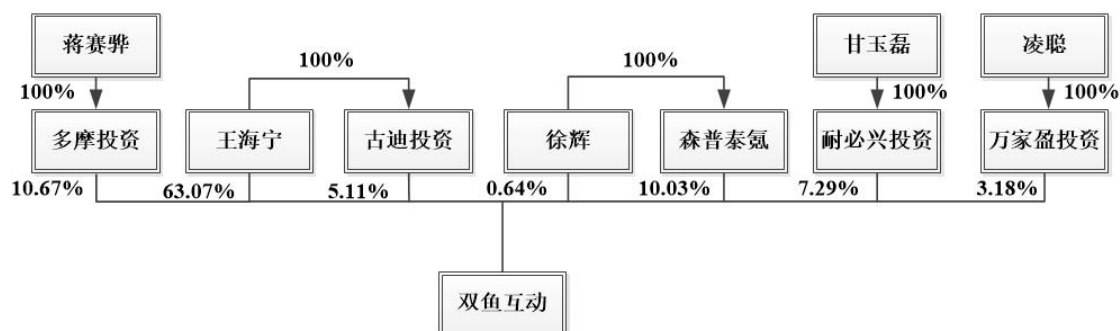 蒋赛骅
甘玉磊
凌聪
100%
100%
100%
100%
100%
多摩投资
王海宁
古迪投资
徐辉
森普泰氪
耐必兴投资
万家盈投资
10.67%
63.07%
5.11%
0.64%
10.03%
7.29%
3.18%
双鱼互动